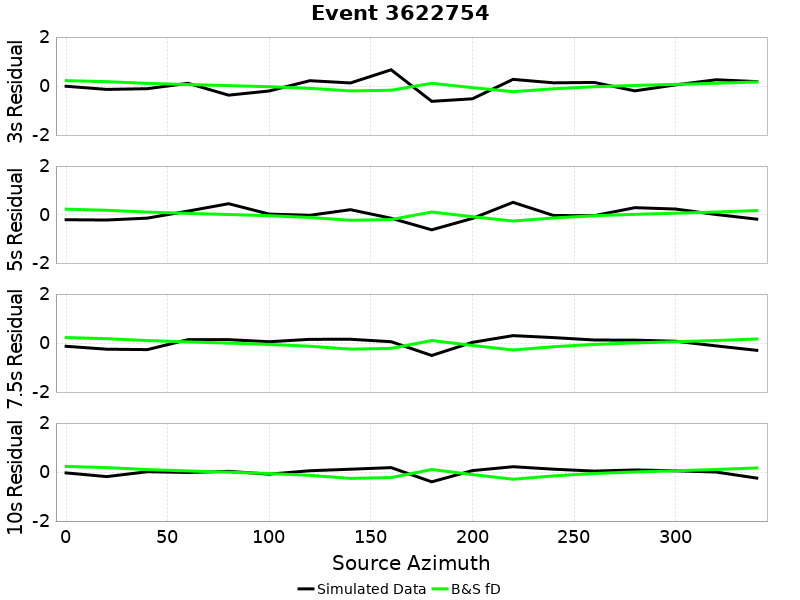 Event 3622754
3s Residual
2
0
-2
5s Residual
2
0
-2
7.5s Residual
2
0
-2
10s Residual
2
0
-2
0 50 100 150 200 250 300
Source Azimuth
Simulated Data B&S fD